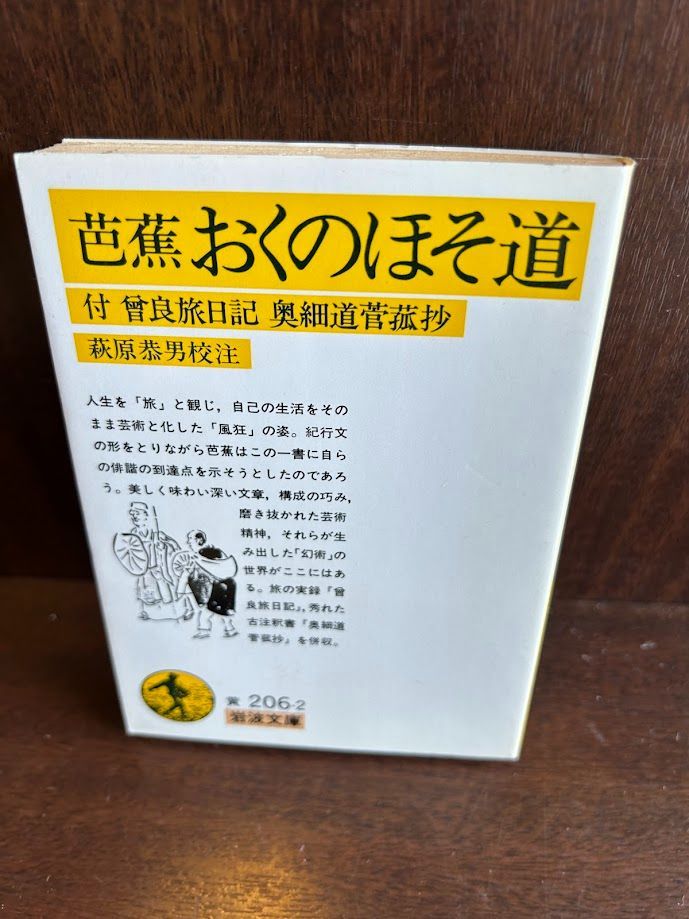 芭蕉 おくのほそ道
付 曾良旅日記 奥細道菅菰抄
萩原恭男校注
人生を「旅」と観じ，自己の生活をその
まま芸術と化した「風狂」の姿。紀行文
の形をとりながら芭蕉はこの一書に自ら
の俳諧の到達点を示そうとしたのであろ
う。美しく味わい深い文章，構成の巧み，
磨き抜かれた芸術
精神，それらが生
み出した「幻術」の
世界がここにはあ
る。旅の実録『曾
良旅日記』，秀れた
古注釈書『奥細道
菅菰抄』を併収。
黄 206-2
岩波文庫